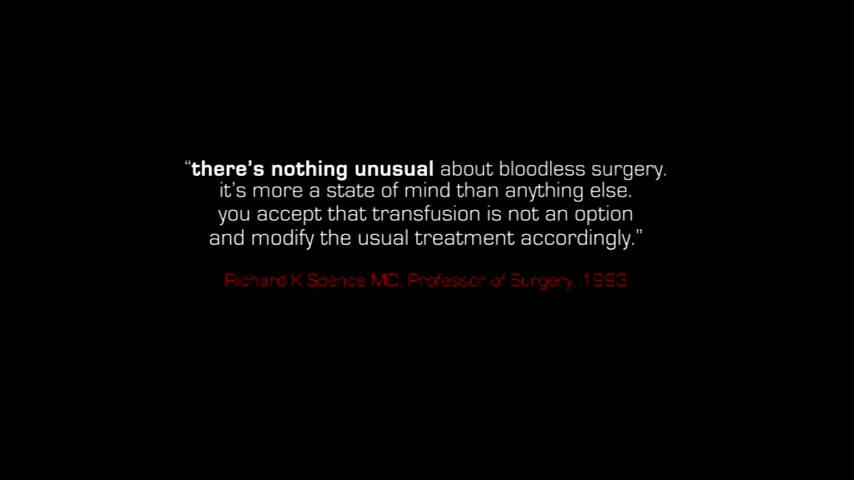 “there’s nothing unusual about bloodless surgery.
it’s more a state of mind than anything else.
you accept that transfusion is not an option
and modify the usual treatment accordingly.”
Richard K Spence MD. Professor of Surgery, 1993